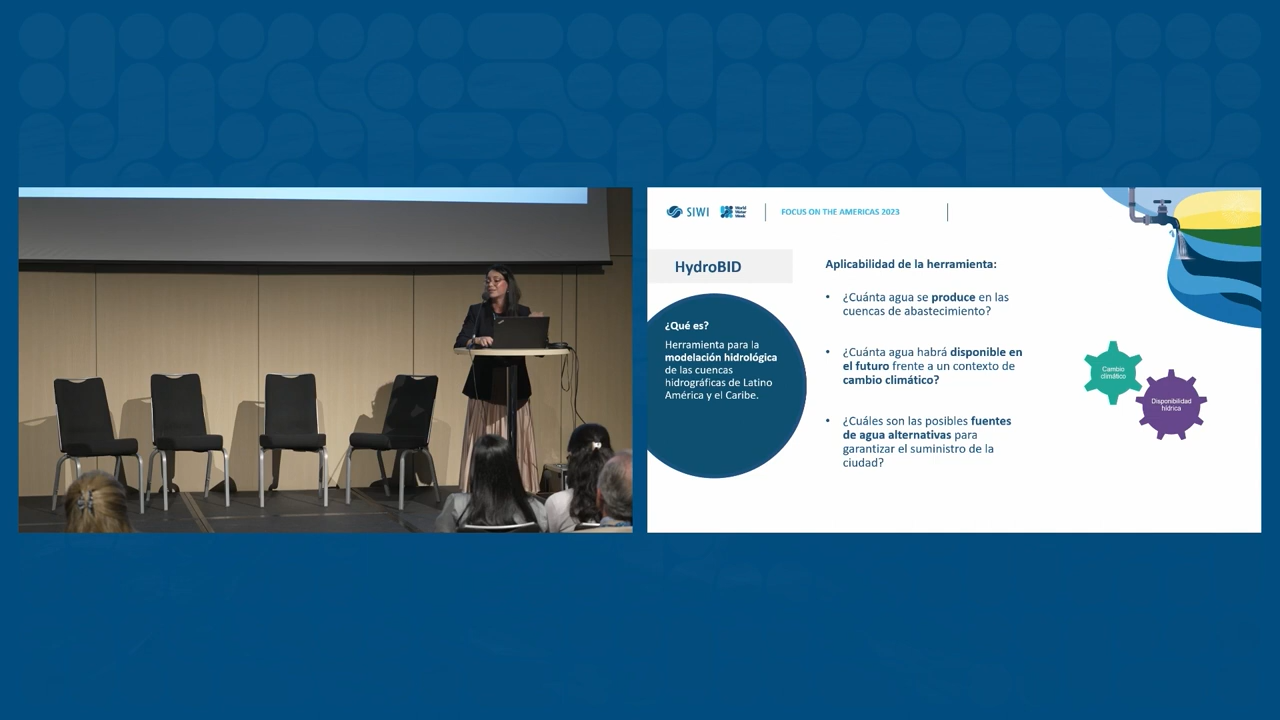 SIWI
World
Water
Week
FOCUS ON THE AMERICAS 2023
HydroBID
¿Qué es?
Herramienta para la
modelación hidrológica
de las cuencas
hidrográficas de Latino
América y el Caribe.
Aplicabilidad de la herramienta:
• ¿Cuánta agua se produce en las
cuencas de abastecimiento?
• ¿Cuánta agua habrá disponible en
el futuro frente a un contexto de
cambio climático?
• ¿Cuáles son las posibles fuentes
de agua alternativas para
garantizar el suministro de la
ciudad?
Cambio
climático
Disponibilidad
hídrica